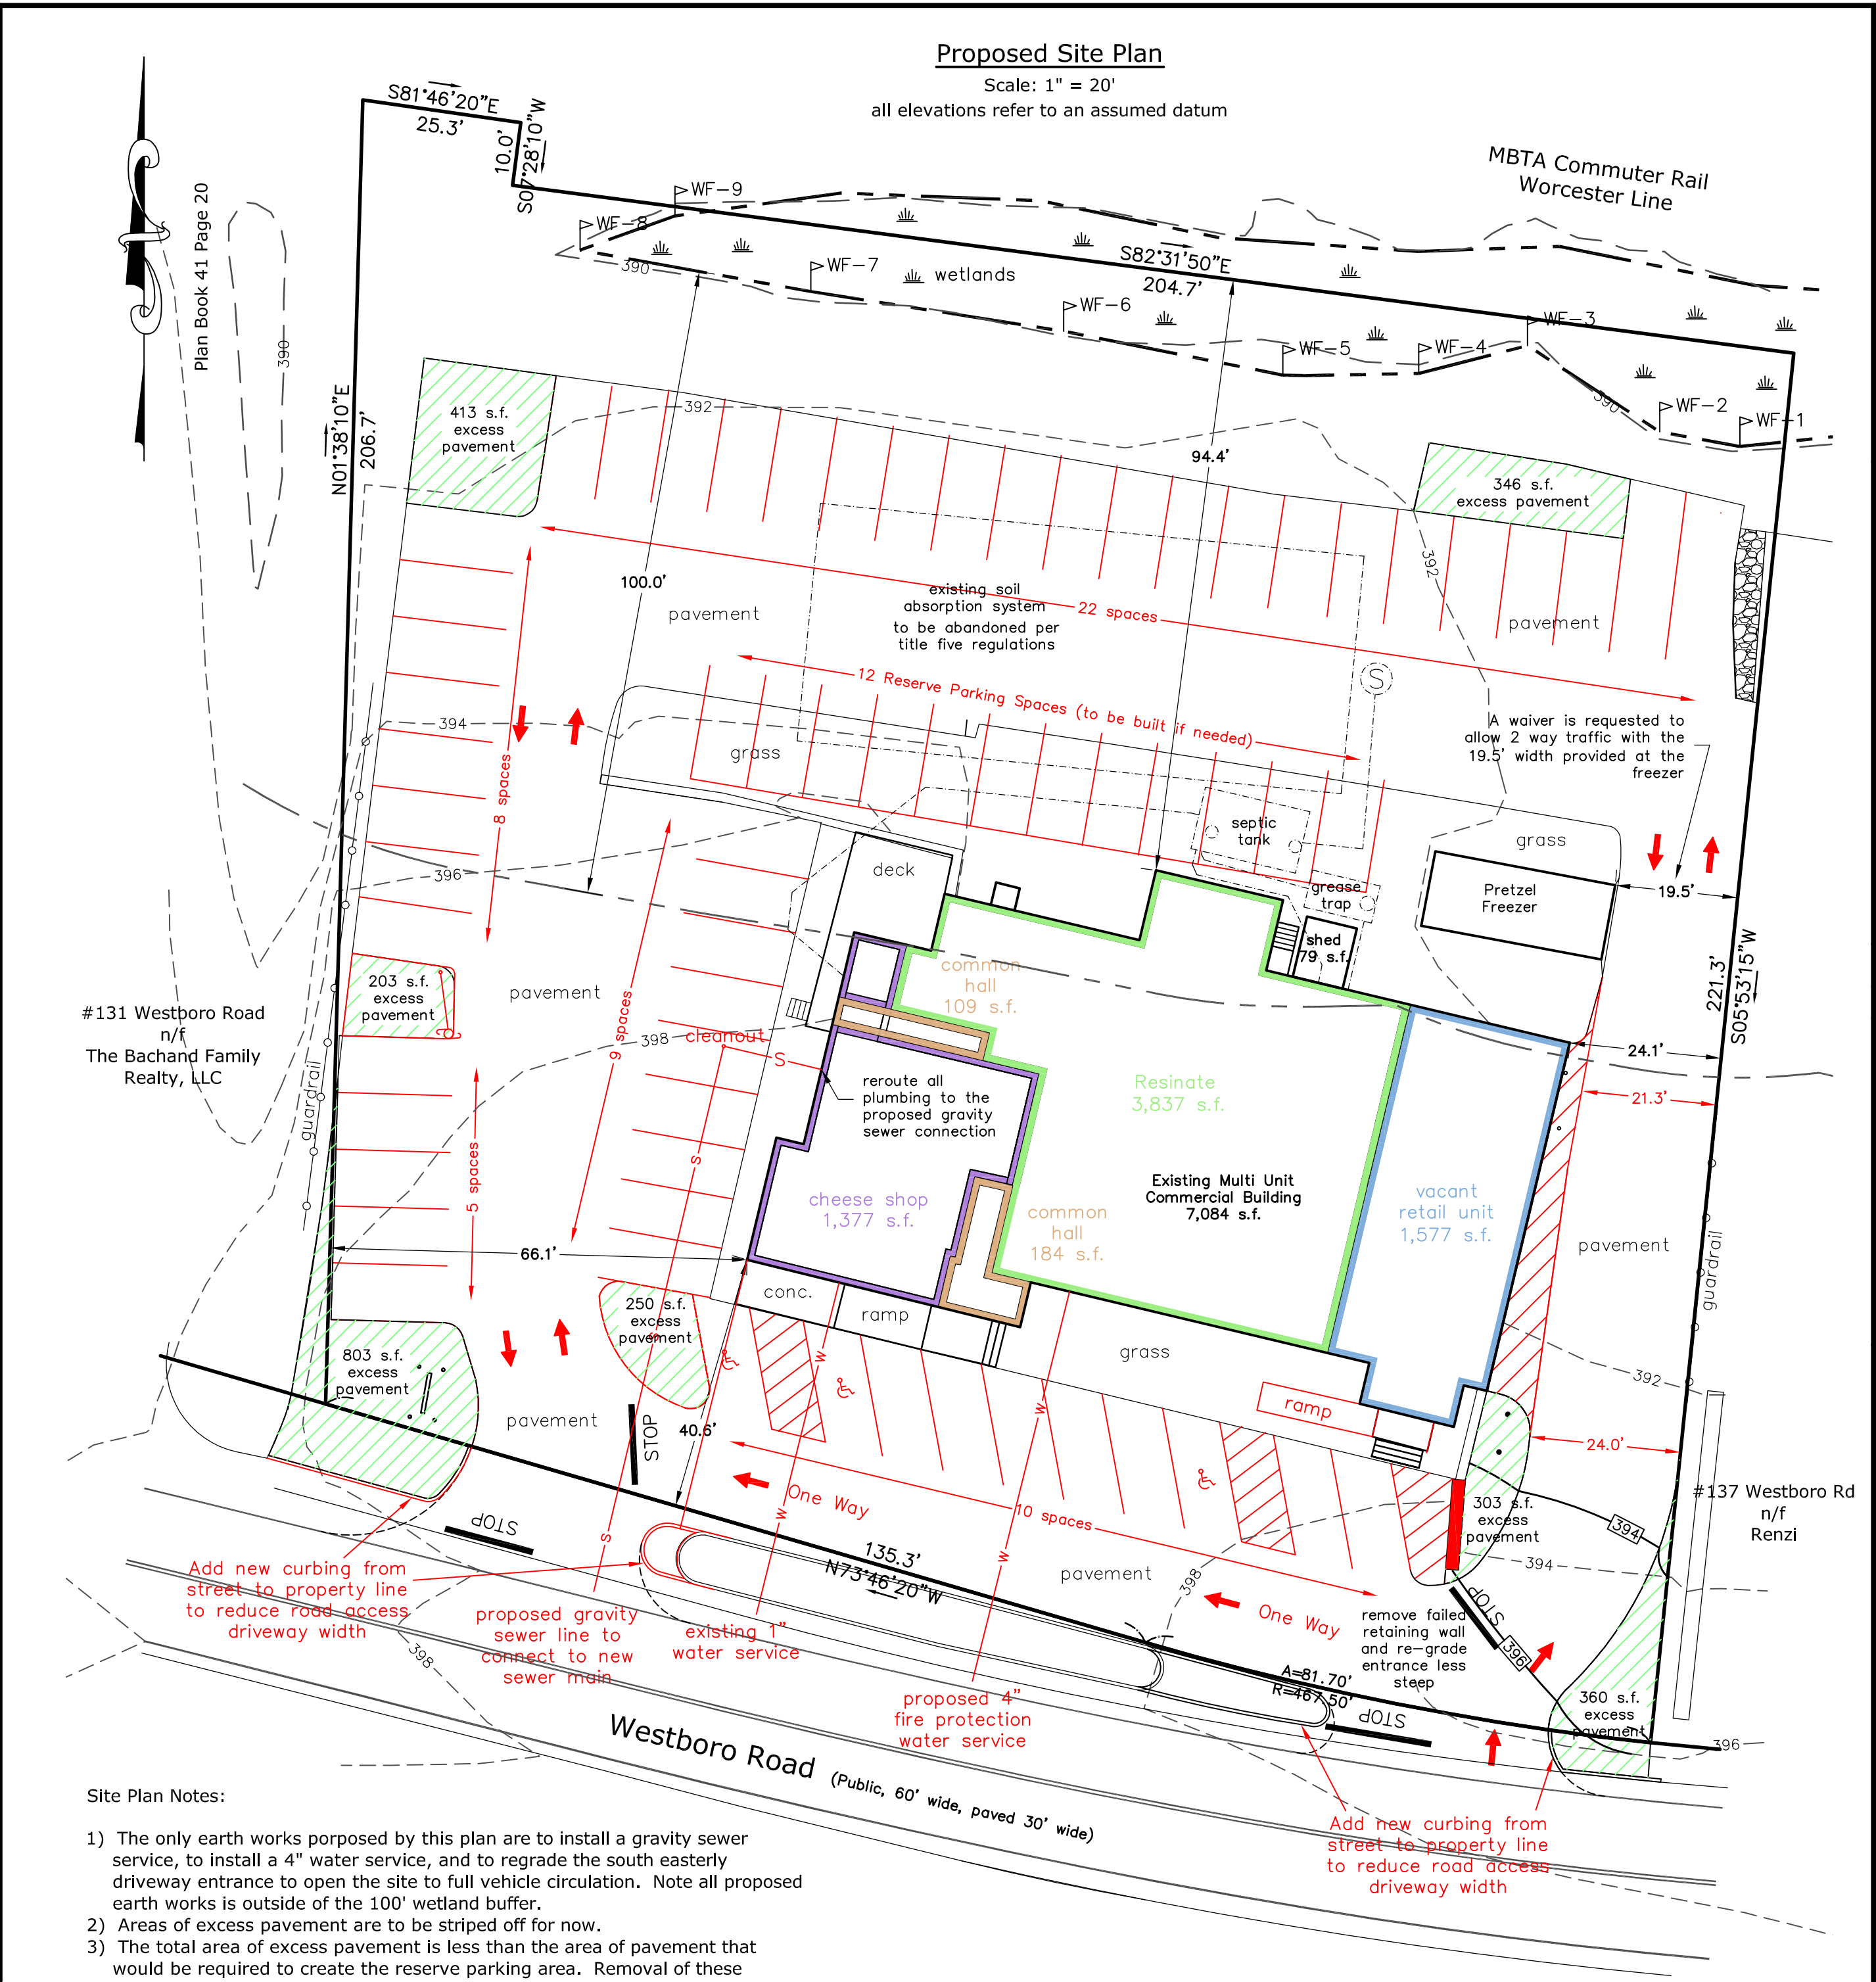 Proposed Site Plan
Scale: 1" = 20'
all elevations refer to an assumed datum
MBTA Commuter Rail
Worcester Line
S81°46'20"E
25.3'
10.0'
S07°28'10"W
Plan Book 41 Page 20
390
WF-9
WF-8
390
WF-7
wetlands
S82°31'50"E
204.7'
WF-6
WF-5
WF-4
WF-3
390
WF-2
WF-1
N01°38'10"E
206.7'
413 s.f.
excess
pavement
392
94.4'
346 s.f.
excess pavement
392
100.0'
pavement
existing soil
absorption system
to be abandoned per
title five regulations
22 spaces
pavement
12 Reserve Parking Spaces (to be built if needed)
S
A waiver is requested to
allow 2 way traffic with the
19.5' width provided at the
freezer
394
grass
8 spaces
septic
tank
grass
396
deck
grease
trap
Pretzel
Freezer
19.5'
shed
79 s.f.
221.3'
S05°53'15"W
203 s.f.
excess
pavement
pavement
common
hall
109 s.f.
#131 Westboro Road
n/f
The Bachand Family
Realty, LLC
9 spaces
398
cleanout
S
24.1'
reroute all
plumbing to the
proposed gravity
sewer connection
Resinate
3,837 s.f.
21.3'
guardrail
5 spaces
s
cheese shop
1,377 s.f.
Existing Multi Unit
Commercial Building
7,084 s.f.
common
hall
184 s.f.
vacant
retail unit
1,577 s.f.
pavement
guardrail
66.1'
conc.
ramp
250 s.f.
excess
pavement
s
w
grass
392
803 s.f.
excess
pavement
pavement
STOP
40.6'
w
ramp
24.0'
One Way
10 spaces
303 s.f.
excess
pavement
#137 Westboro Rd
n/f
Renzi
394
394
STOP
s
w
w
135.3'
N73°46'20"W
pavement
398
One Way
STOP
remove failed
retaining wall
and re-grade
entrance less
steep
396
Add new curbing from
street to property line
to reduce road access
driveway width
proposed gravity
sewer line to
connect to new
sewer main
existing 1"
water service
398
A=81.70'
R=467.50'
proposed 4"
fire protection
water service
STOP
360 s.f.
excess
pavement
396
Westboro Road (Public, 60' wide, paved 30' wide)
Add new curbing from
street to property line
to reduce road access
driveway width
Site Plan Notes:
1) The only earth works porposed by this plan are to install a gravity sewer
service, to install a 4" water service, and to regrade the south easterly
driveway entrance to open the site to full vehicle circulation. Note all proposed
earth works is outside of the 100' wetland buffer.
2) Areas of excess pavement are to be striped off for now.
3) The total area of excess pavement is less than the area of pavement that
would be required to create the reserve parking area. Removal of these